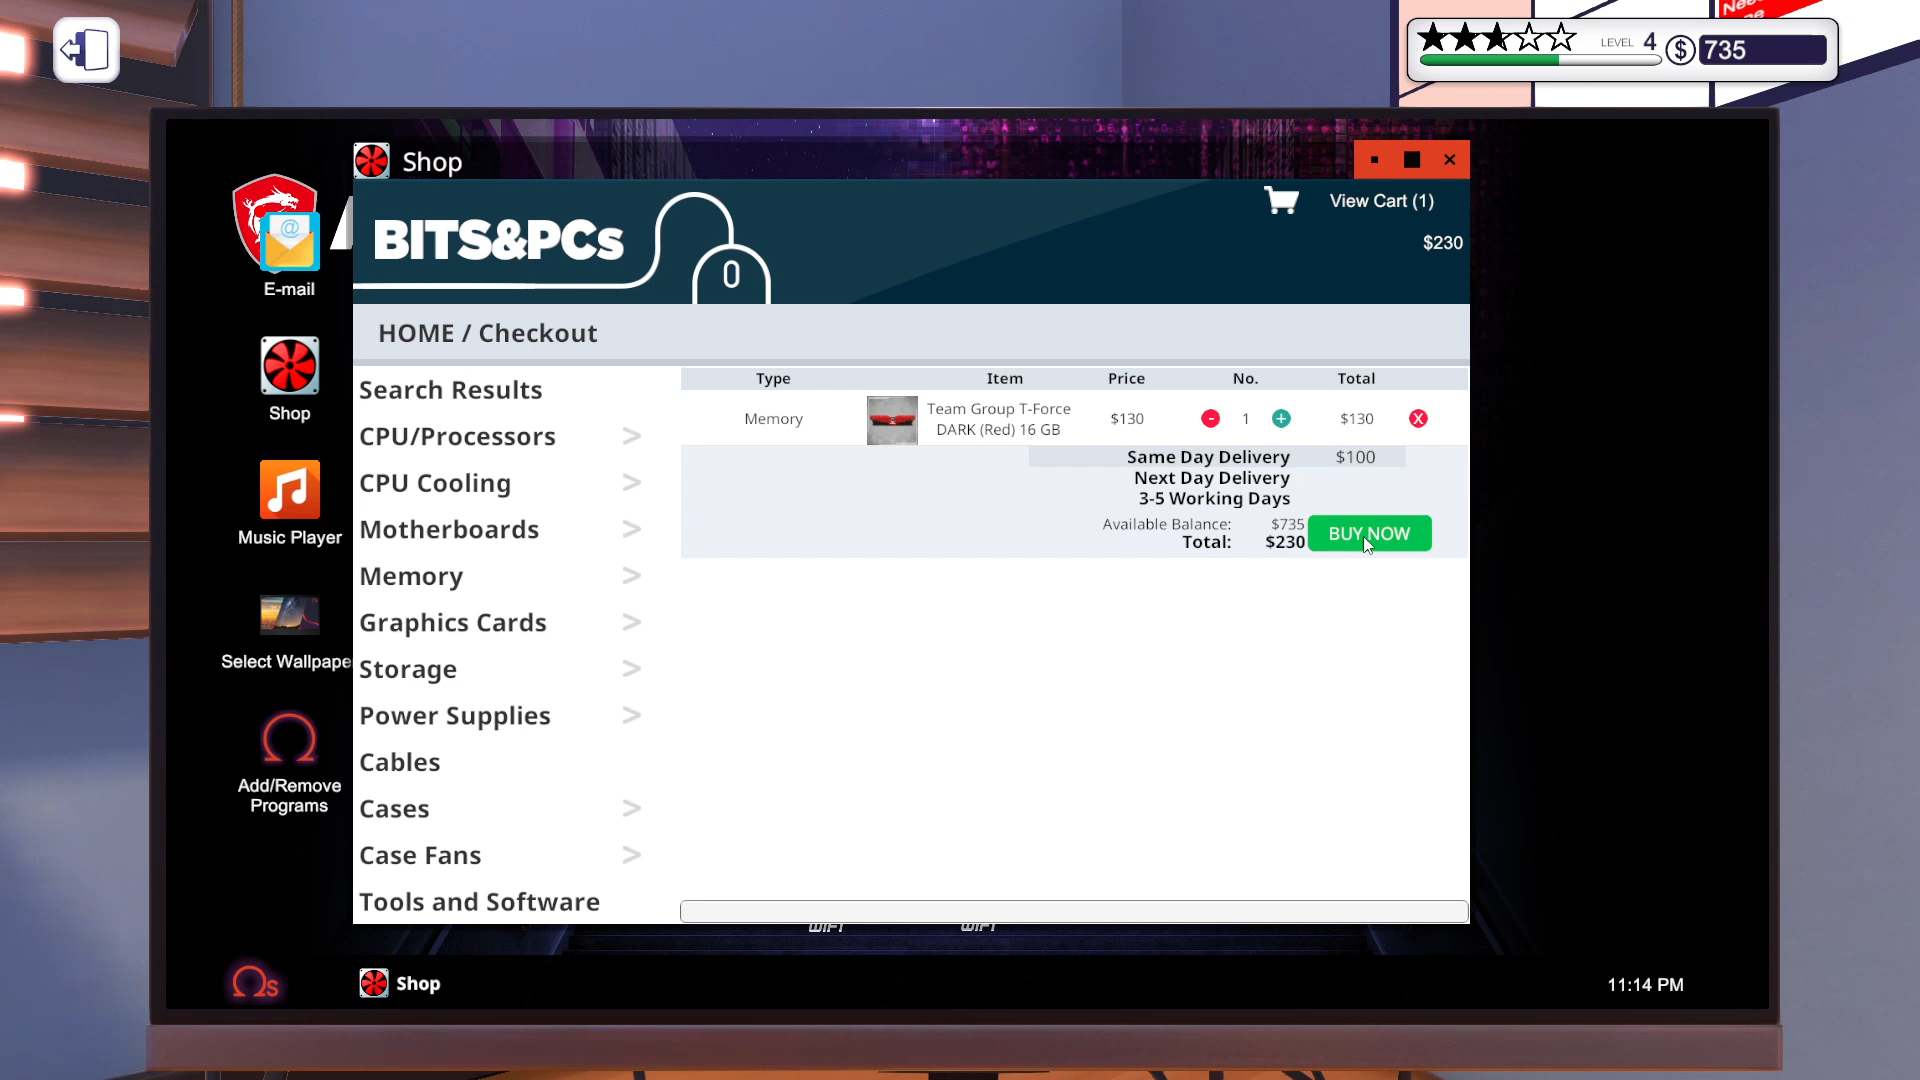 LEVEL 4 $ 735
Shop
BITS&PCs
View Cart (1)
$230
HOME / Checkout
E-mail
Shop
Music Player
Select Wallpape
Add/Remove
Programs
Search Results
CPU/Processors >
CPU Cooling >
Motherboards >
Memory >
Graphics Cards >
Storage >
Power Supplies >
Cables
Cases >
Case Fans >
Tools and Software
Type Item Price No. Total
Memory Team Group T-Force DARK (Red) 16 GB $130 - 1 + $130 X
Same Day Delivery $100
Next Day Delivery
3-5 Working Days
Available Balance: $735
Total: $230
BUY NOW
WIFI WIFI
Shop
11:14 PM